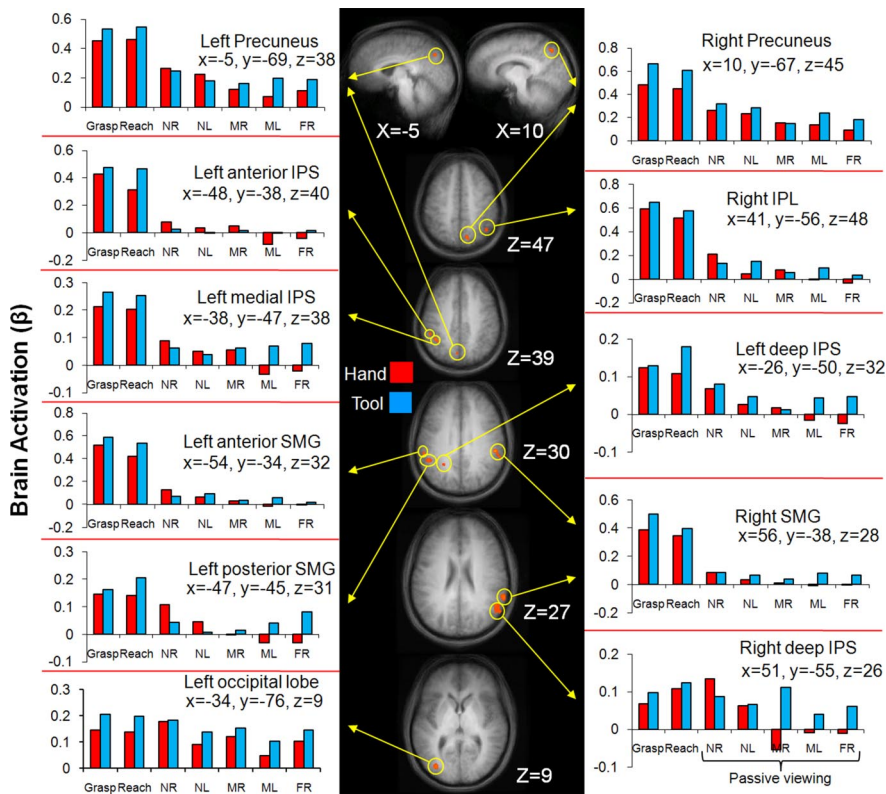 Brain Activation (β)
0.6
0.4
0.2
0
Left Precuneus
x=-5, y=-69, z=38
Grasp Reach NR NL MR ML FR
0.6
0.4
0.2
0
-0.2
Left anterior IPS
x=-48, y=-38, z=40
Grasp Reach NR NL MR ML FR
0.4
0.3
0.2
0.1
0
-0.1
Left medial IPS
x=-38, y=-47, z=38
Grasp Reach NR NL MR ML FR
0.8
0.6
0.4
0.2
0
-0.2
Left anterior SMG
x=-54, y=-34, z=32
Grasp Reach NR NL MR ML FR
0.3
0.2
0.1
0
-0.1
Left posterior SMG
x=-47, y=-45, z=31
Grasp Reach NR NL MR ML FR
0.3
0.2
0.1
0
Left occipital lobe
x=-34, y=-76, z=9
Grasp Reach NR NL MR ML FR
X=-5
X=10
Z=47
Z=39
Hand
Tool
Z=30
Z=27
Z=9
0.8
0.6
0.4
0.2
0
Right Precuneus
x=10, y=-67, z=45
Grasp Reach NR NL MR ML FR
0.8
0.6
0.4
0.2
0
-0.2
Right IPL
x=41, y=-56, z=48
Grasp Reach NR NL MR ML FR
0.2
0.1
0
-0.1
Left deep IPS
x=-26, y=-50, z=32
Grasp Reach NR NL MR ML FR
0.6
0.4
0.2
0
-0.2
Right SMG
x=56, y=-38, z=28
Grasp Reach NR NL MR ML FR
0.2
0.1
0
-0.1
Right deep IPS
x=51, y=-55, z=26
Grasp Reach NR NL MR ML FR
Passive viewing